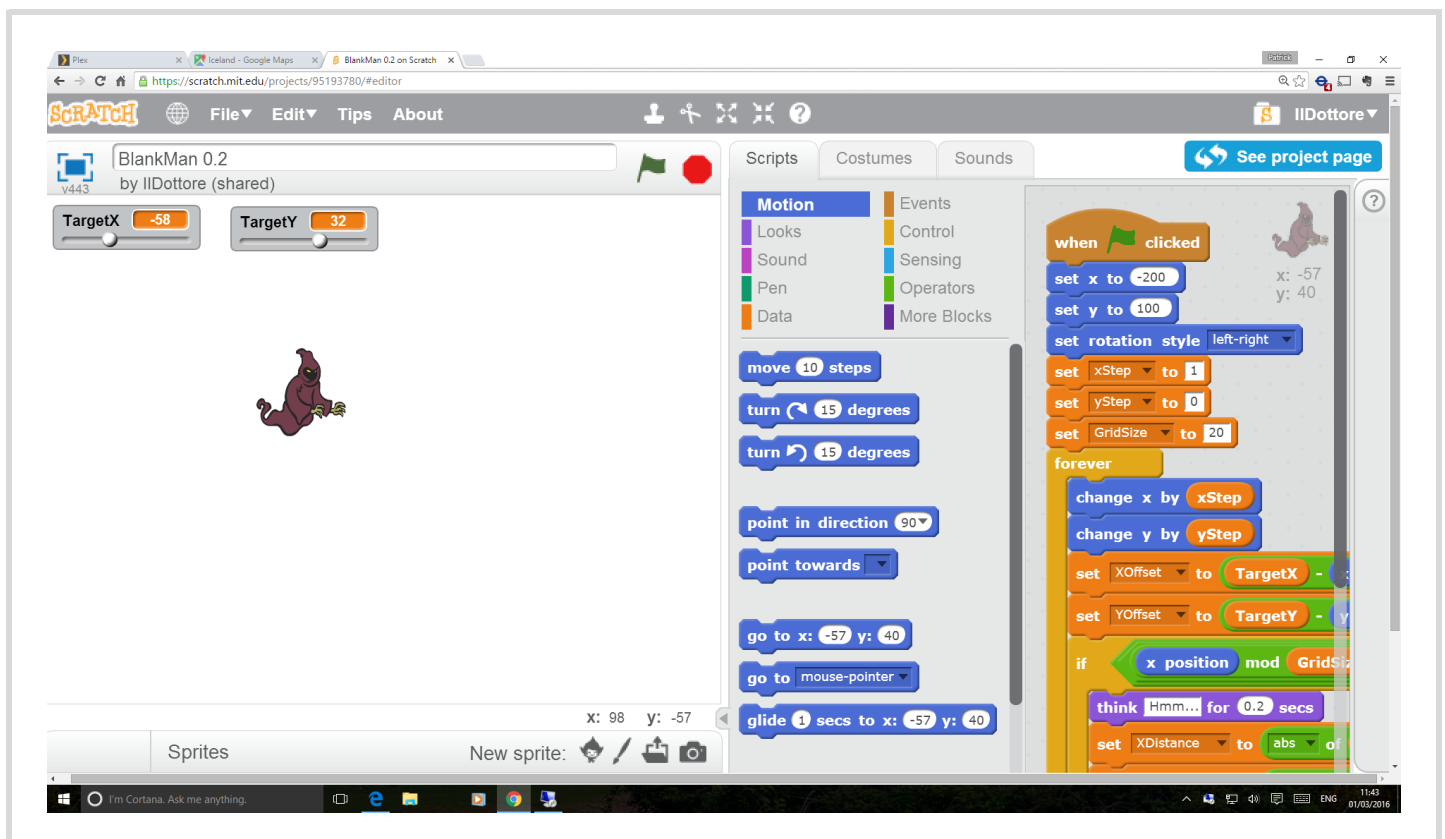 Plex
Iceland - Google Maps
BlankMan 0.2 on Scratch
Patrick
https://scratch.mit.edu/projects/95193780/#editor
SCRATCH File Edit Tips About
IlDottore
v443
BlankMan 0.2
by IlDottore (shared)
Scripts Costumes Sounds
See project page
TargetX -58
TargetY 32
Motion Events
Looks Control
Sound Sensing
Pen Operators
Data More Blocks
move 10 steps
turn 15 degrees
turn 15 degrees
point in direction 90
point towards
go to x: -57 y: 40
go to mouse-pointer
glide 1 secs to x: -57 y: 40
x: -57
y: 40
when clicked
set x to -200
set y to 100
set rotation style left-right
set xStep to 1
set yStep to 0
set GridSize to 20
forever
change x by xStep
change y by yStep
set XOffset to TargetX -
set YOffset to TargetY - y
if x position mod GridSiz
think Hmm... for 0.2 secs
set XDistance to abs of
x: 98 y: -57
Sprites New sprite:
I'm Cortana. Ask me anything.
ENG
11:43
01/03/2016